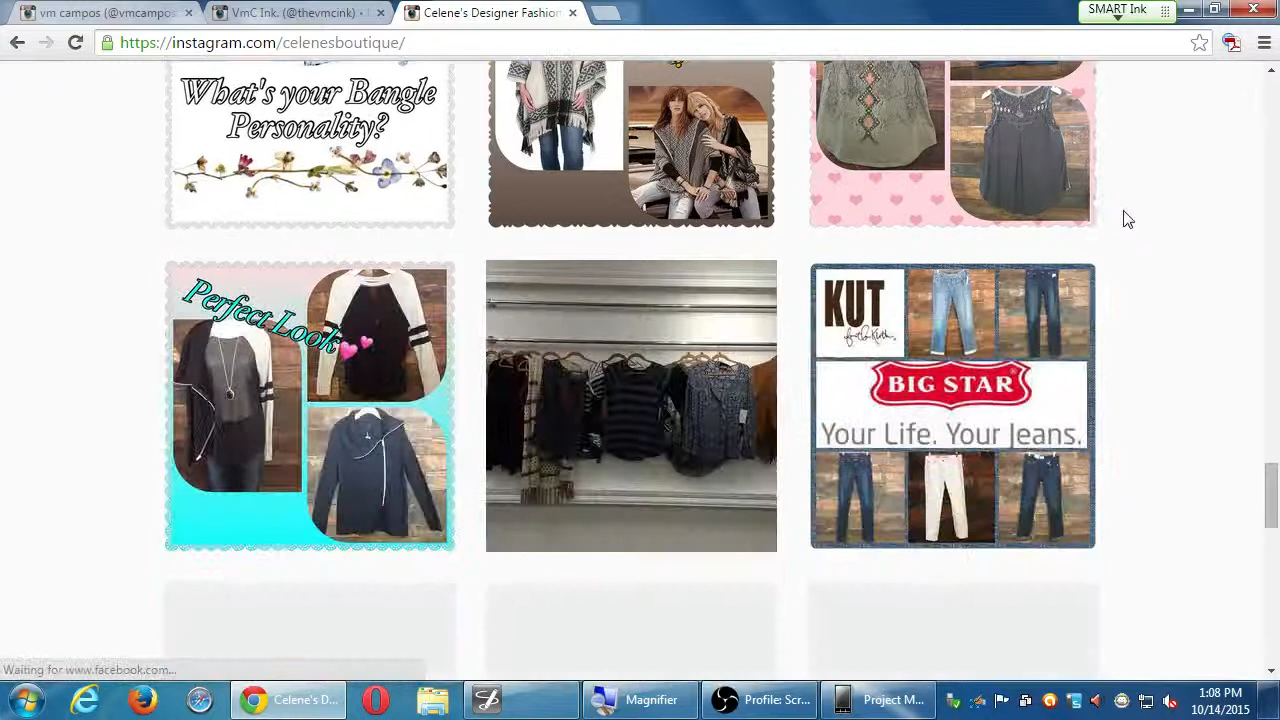 vm campos (@vmcampos
VmC Ink. (@thevmcink) •
Celene's Designer Fashion
SMART Ink
https://instagram.com/celenesboutique/
What's your Bangle
Personality?
Perfect Look
KUT
from the Kloth
BIG STAR
Your Life. Your Jeans.
Waiting for www.facebook.com...
Celene's D...
Magnifier
Profile: Scr...
Project M...
1:08 PM
10/14/2015